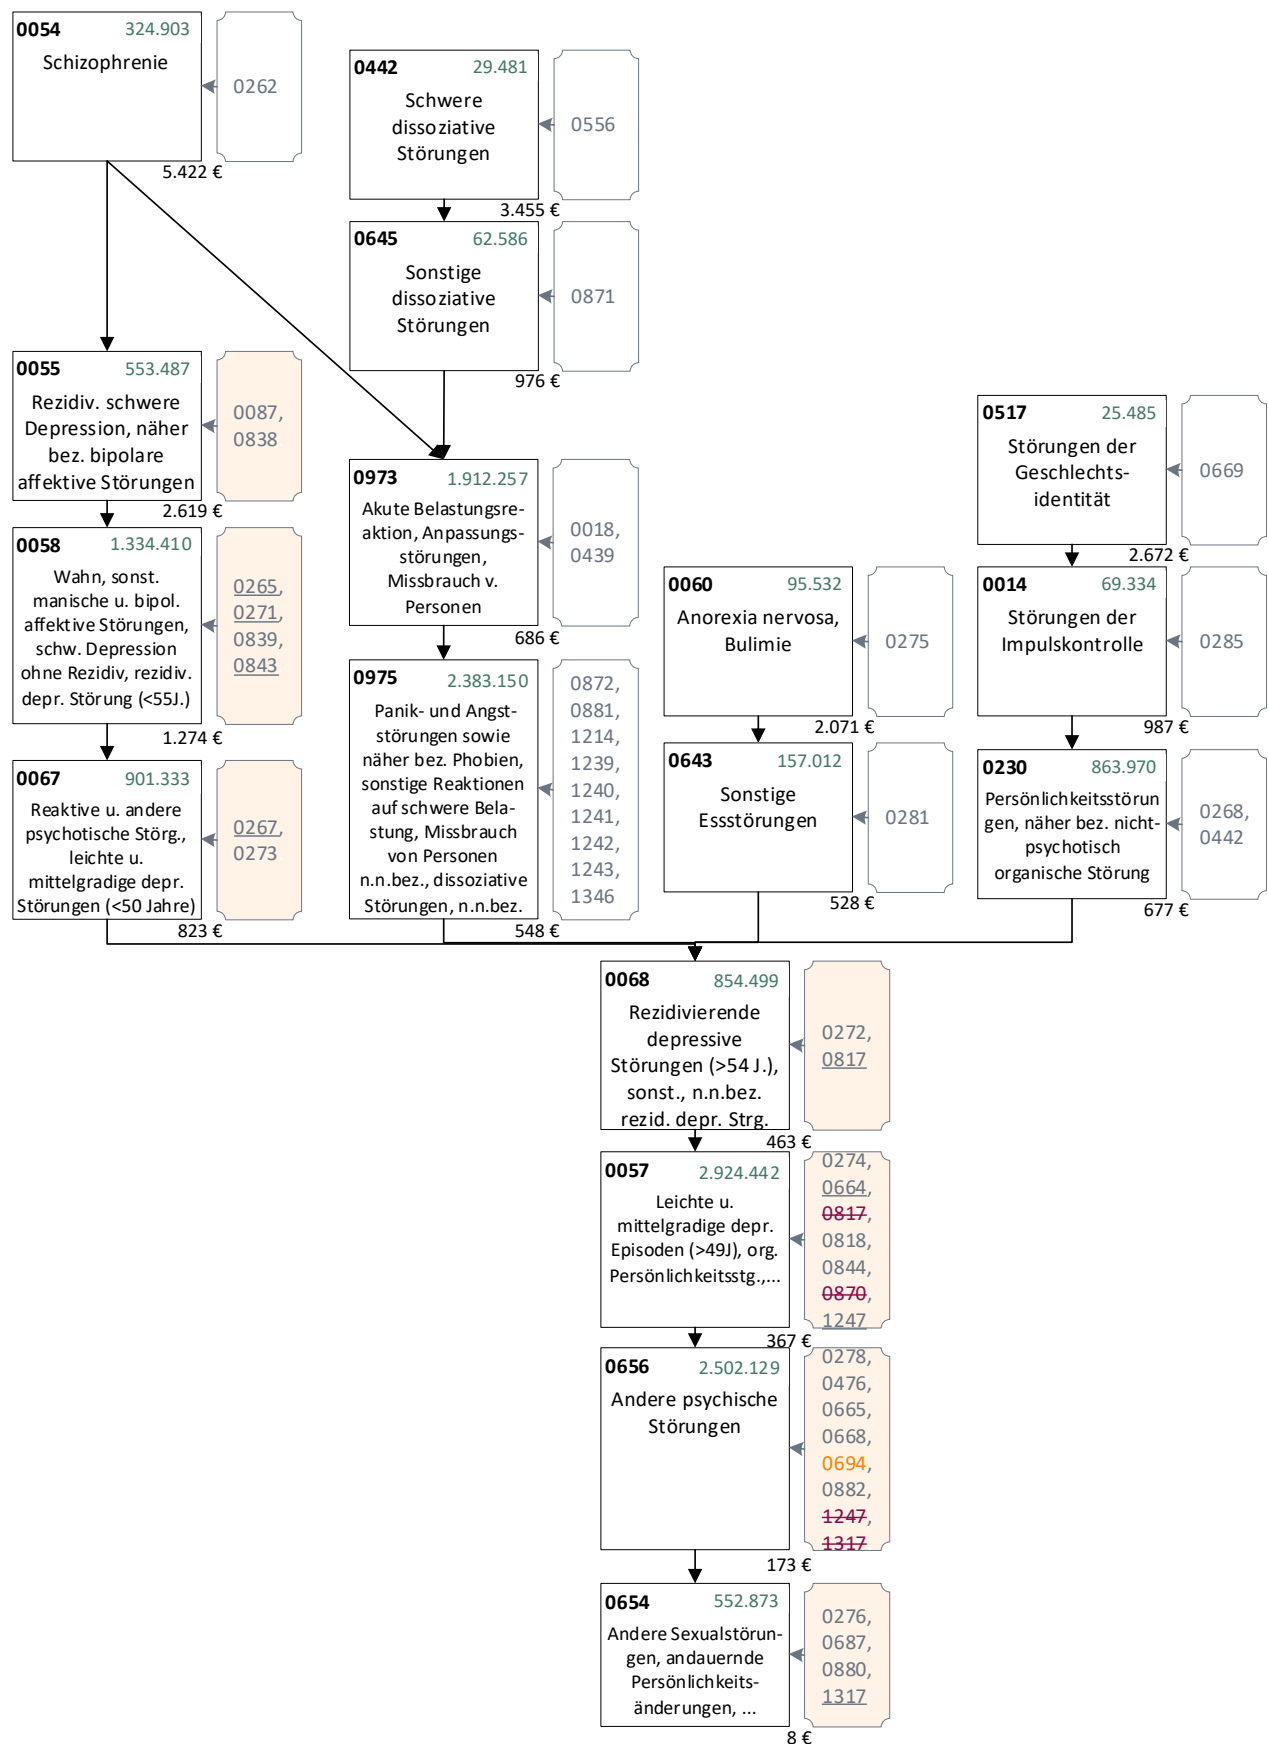 0054 324.903
Schizophrenie
0262
5.422 €
0442 29.481
Schwere
dissoziative
Störungen
0556
3.455 €
0645 62.586
Sonstige
dissoziative
Störungen
0871
976 €
0055 553.487
Rezidiv. schwere
Depression, näher
bez. bipolare
affektive Störungen
0087,
0838
2.619 €
0058 1.334.410
Wahn, sonst.
manische u. bipol.
affektive Störungen,
schw. Depression
ohne Rezidiv, rezidiv.
depr. Störung (<55J.)
0265,
0271,
0839,
0843
1.274 €
0067 901.333
Reaktive u. andere
psychotische Störg.,
leichte u.
mittelgradige depr.
Störungen (<50 Jahre)
0267,
0273
823 €
0973 1.912.257
Akute Belastungsre-
aktion, Anpassungs-
störungen,
Missbrauch v.
Personen
0018,
0439
686 €
0975 2.383.150
Panik- und Angst-
störungen sowie
näher bez. Phobien,
sonstige Reaktionen
auf schwere Bela-
stung, Missbrauch
von Personen
n.n.bez., dissoziative
Störungen, n.n.bez.
0872,
0881,
1214,
1239,
1240,
1241,
1242,
1243,
1346
548 €
0060 95.532
Anorexia nervosa,
Bulimie
0275
2.071 €
0643 157.012
Sonstige
Essstörungen
0281
528 €
0517 25.485
Störungen der
Geschlechts-
identität
0669
2.672 €
0014 69.334
Störungen der
Impulskontrolle
0285
987 €
0230 863.970
Persönlichkeitsstörun
gen, näher bez. nicht-
psychotisch
organische Störung
0268,
0442
677 €
0068 854.499
Rezidivierende
depressive
Störungen (>54 J.),
sonst., n.n.bez.
rezid. depr. Strg.
0272,
0817
463 €
0057 2.924.442
Leichte u.
mittelgradige depr.
Episoden (>49J), org.
Persönlichkeitsstg.,...
0274,
0664,
0817,
0818,
0844,
0870,
1247
367 €
0656 2.502.129
Andere psychische
Störungen
0278,
0476,
0665,
0668,
0694,
0882,
1247,
1317
173 €
0654 552.873
Andere Sexualstörun-
gen, andauernde
Persönlichkeits-
änderungen, ...
0276,
0687,
0880,
1317
8 €